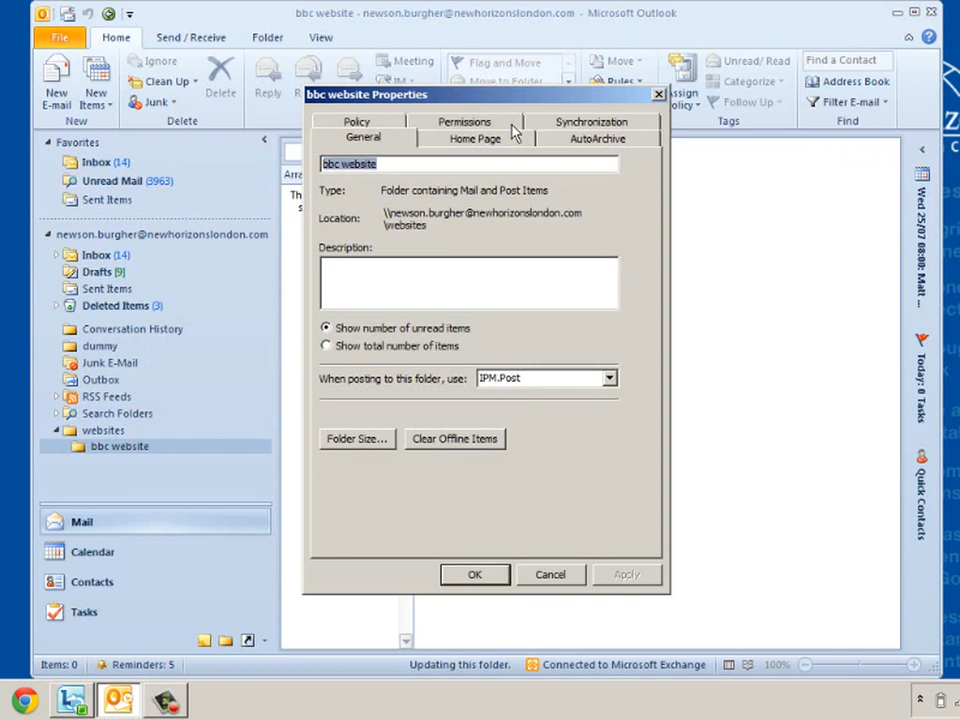 bbc website - newson.burgher@newhorizonslondon.com - Microsoft Outlook
File Home Send / Receive Folder View
Ignore
Clean Up
Junk
New E-mail
New Items
Delete
Reply
Meeting
IM
Flag and Move
Move to Folder
Move
Rules
Assign Policy
Unread/ Read
Categorize
Follow Up
Find a Contact
Address Book
Filter E-mail
New Delete Tags Find
Favorites
Inbox (14)
Unread Mail (3963)
Sent Items
newson.burgher@newhorizonslondon.com
Inbox (14)
Drafts [9]
Sent Items
Deleted Items (3)
Conversation History
dummy
Junk E-Mail
Outbox
RSS Feeds
Search Folders
websites
bbc website
Mail
Calendar
Contacts
Tasks
bbc website Properties
Policy Permissions Synchronization
General Home Page AutoArchive
bbc website
Type: Folder containing Mail and Post Items
Location: \\newson.burgher@newhorizonslondon.com
\websites
Description:
Show number of unread items
Show total number of items
When posting to this folder, use: IPM.Post
Folder Size... Clear Offline Items
OK Cancel Apply
Wed 25/07 08:00: Matt ...
Today: 0 Tasks
Quick Contacts
Items: 0 Reminders: 5 Updating this folder. Connected to Microsoft Exchange 100%